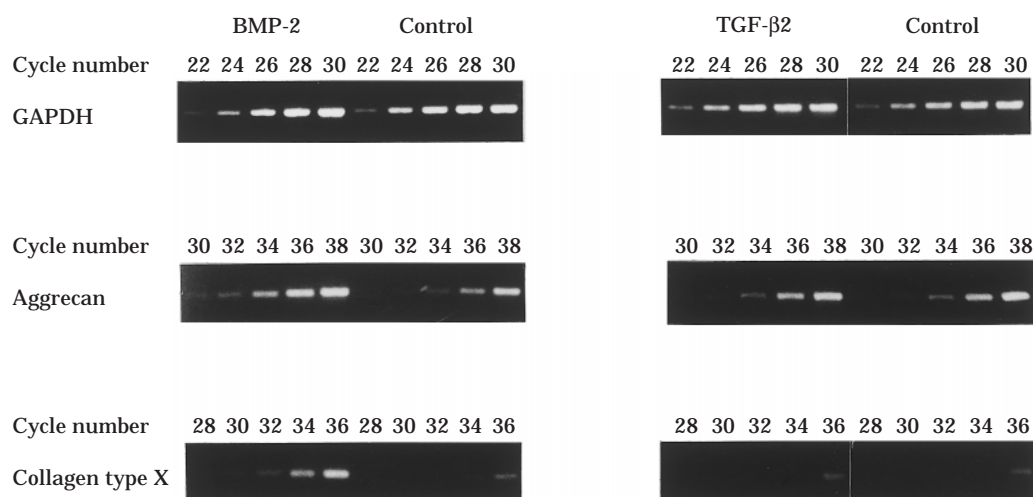 BMP-2 Control TGF-β2
Cycle number 22 24 26 28 30 22 24 26 28 30 22 24 26 28 30 22 24 26 28 30
GAPDH
Cycle number 30 32 34 36 38 30 32 34 36 38 30 32 34 36 38 30 32 34 36 38
Aggrecan
Cycle number 28 30 32 34 36 28 30 32 34 36 28 30 32 34 36 28 30 32 34 36
Collagen type X